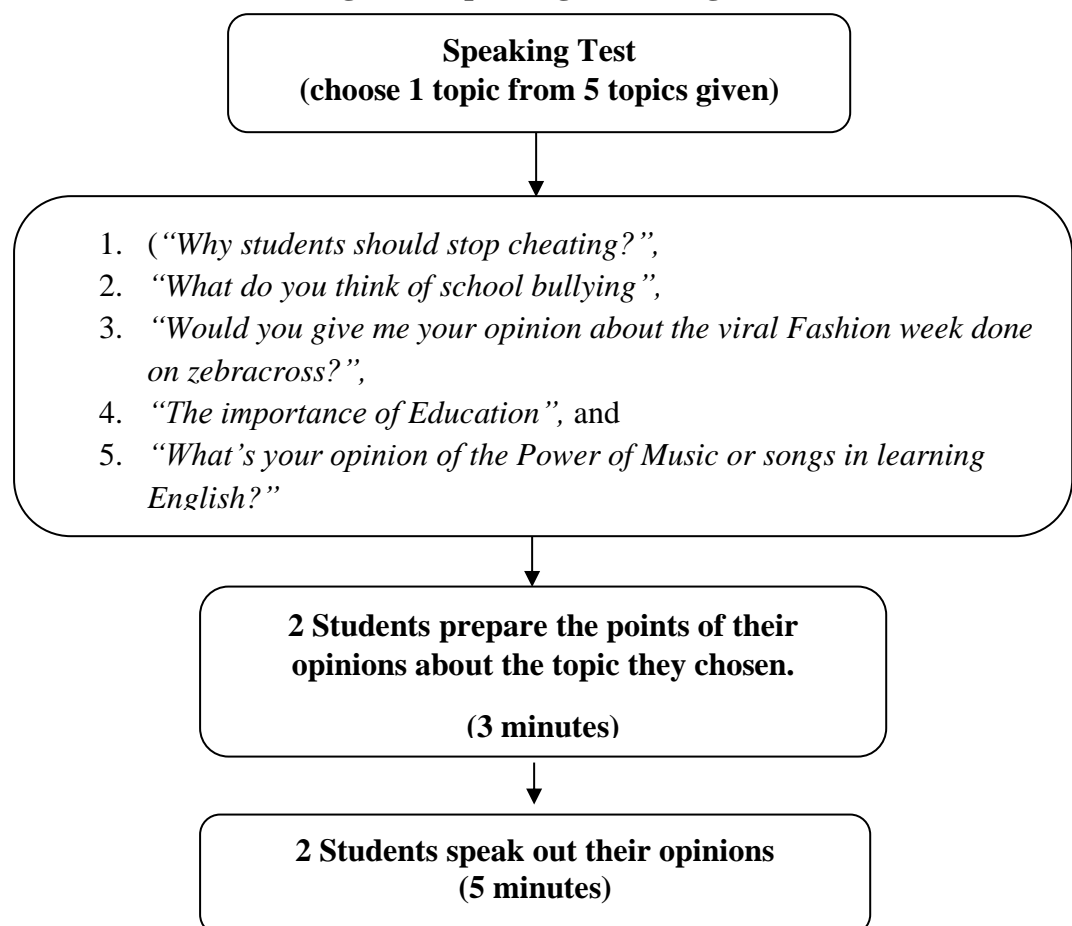 Speaking Test
(choose 1 topic from 5 topics given)
1. (“Why students should stop cheating?”,
2. “What do you think of school bullying”,
3. “Would you give me your opinion about the viral Fashion week done
on zebracross?”,
4. “The importance of Education”, and
5. “What’s your opinion of the Power of Music or songs in learning
English?”
2 Students prepare the points of their
opinions about the topic they chosen.
(3 minutes)
2 Students speak out their opinions
(5 minutes)